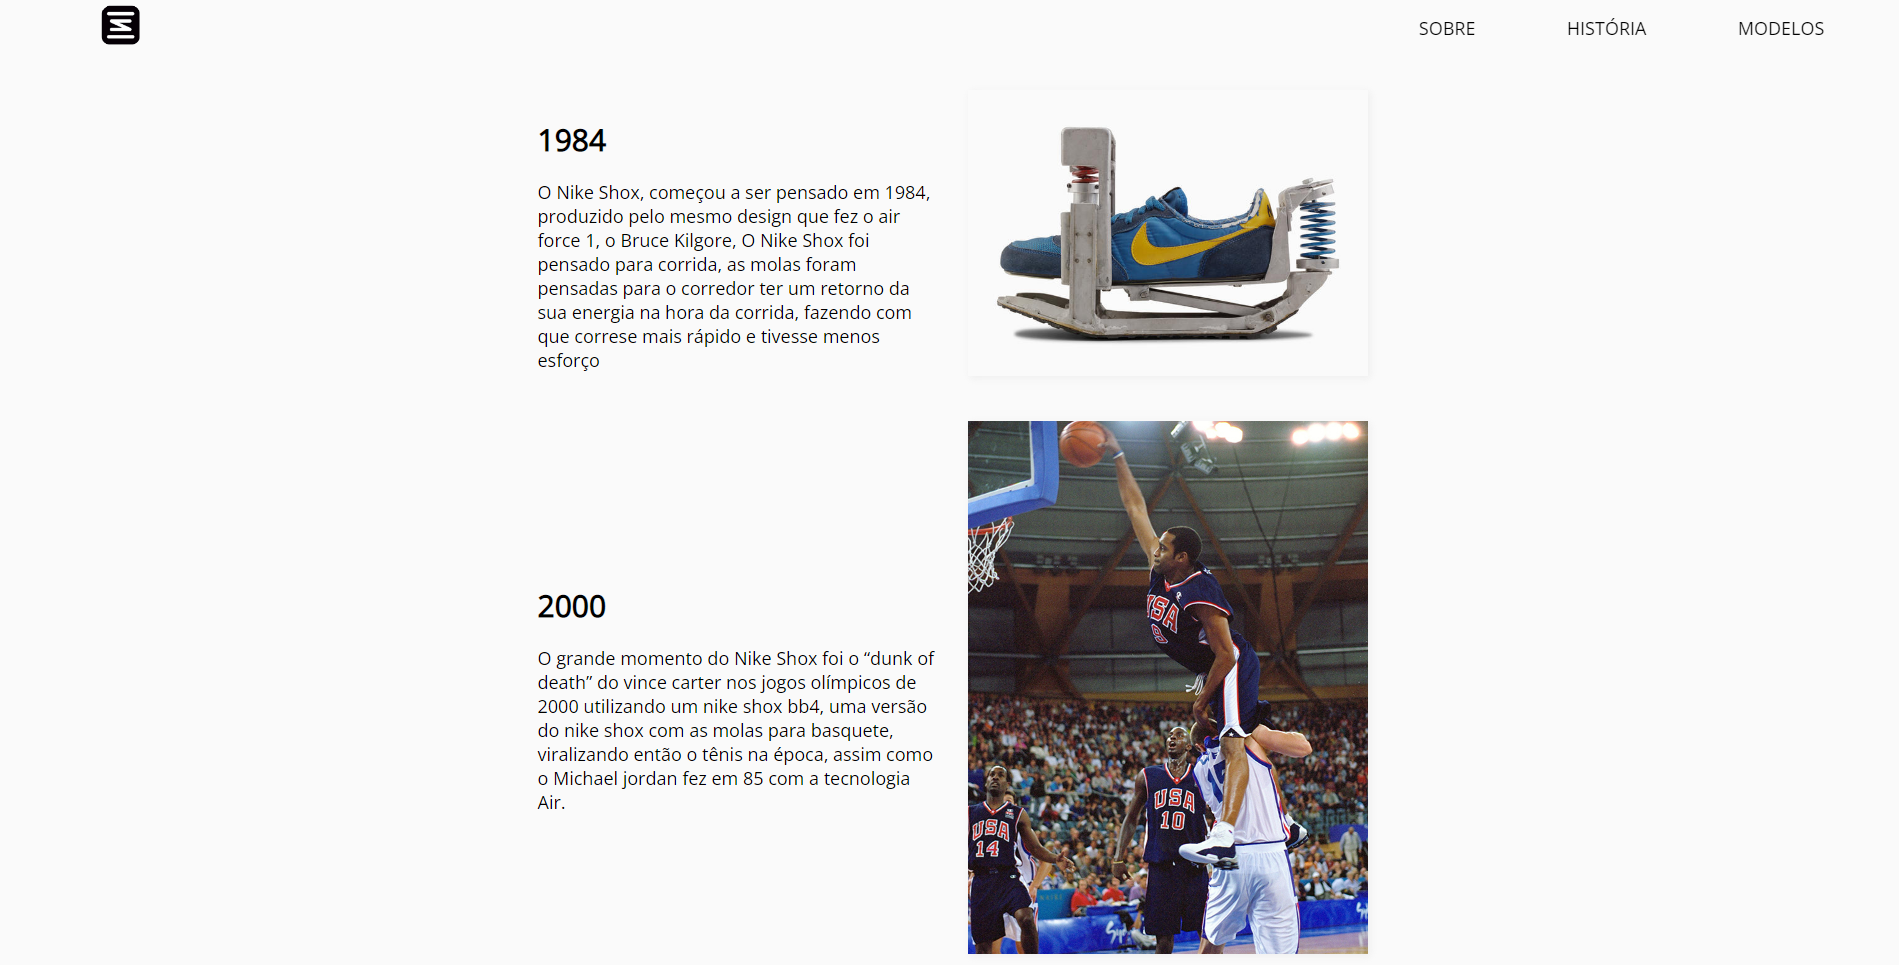 SOBRE HISTÓRIA MODELOS
1984
O Nike Shox, começou a ser pensado em 1984,
produzido pelo mesmo design que fez o air
force 1, o Bruce Kilgore, O Nike Shox foi
pensado para corrida, as molas foram
pensadas para o corredor ter um retorno da
sua energia na hora da corrida, fazendo com
que correse mais rápido e tivesse menos
esforço
2000
O grande momento do Nike Shox foi o “dunk of
death” do vince carter nos jogos olímpicos de
2000 utilizando um nike shox bb4, uma versão
do nike shox com as molas para basquete,
viralizando então o tênis na época, assim como
o Michael jordan fez em 85 com a tecnologia
Air.
USA
9
USA
10
USA
14